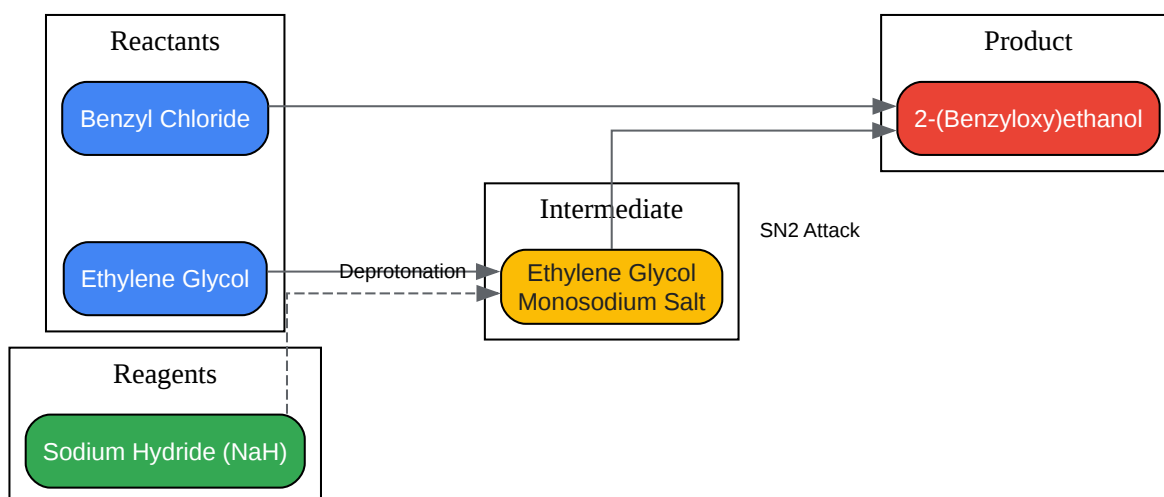 Reactants
Product
Benzyl Chloride
2-(Benzyloxy)ethanol
Intermediate
SN2 Attack
Ethylene Glycol
Deprotonation
Ethylene Glycol
Monosodium Salt
Reagents
Sodium Hydride (NaH)